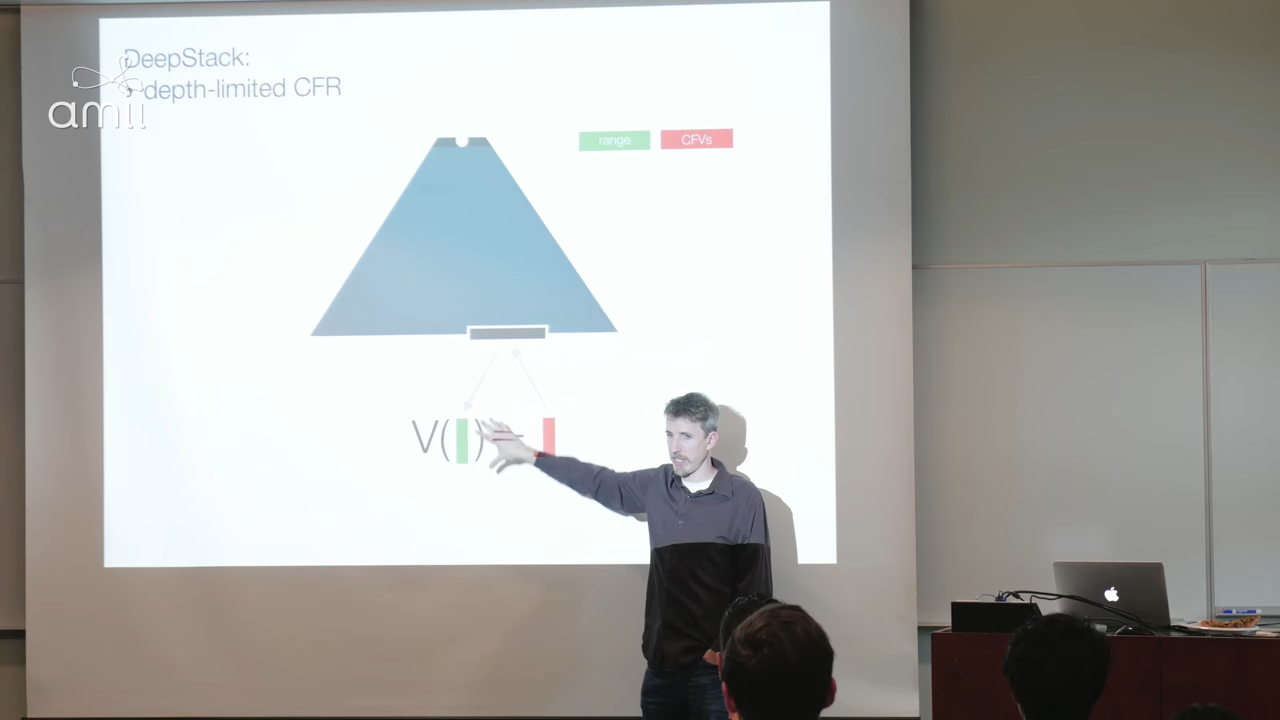 DeepStack:
depth-limited CFR
amii
range
CFVs
V( )